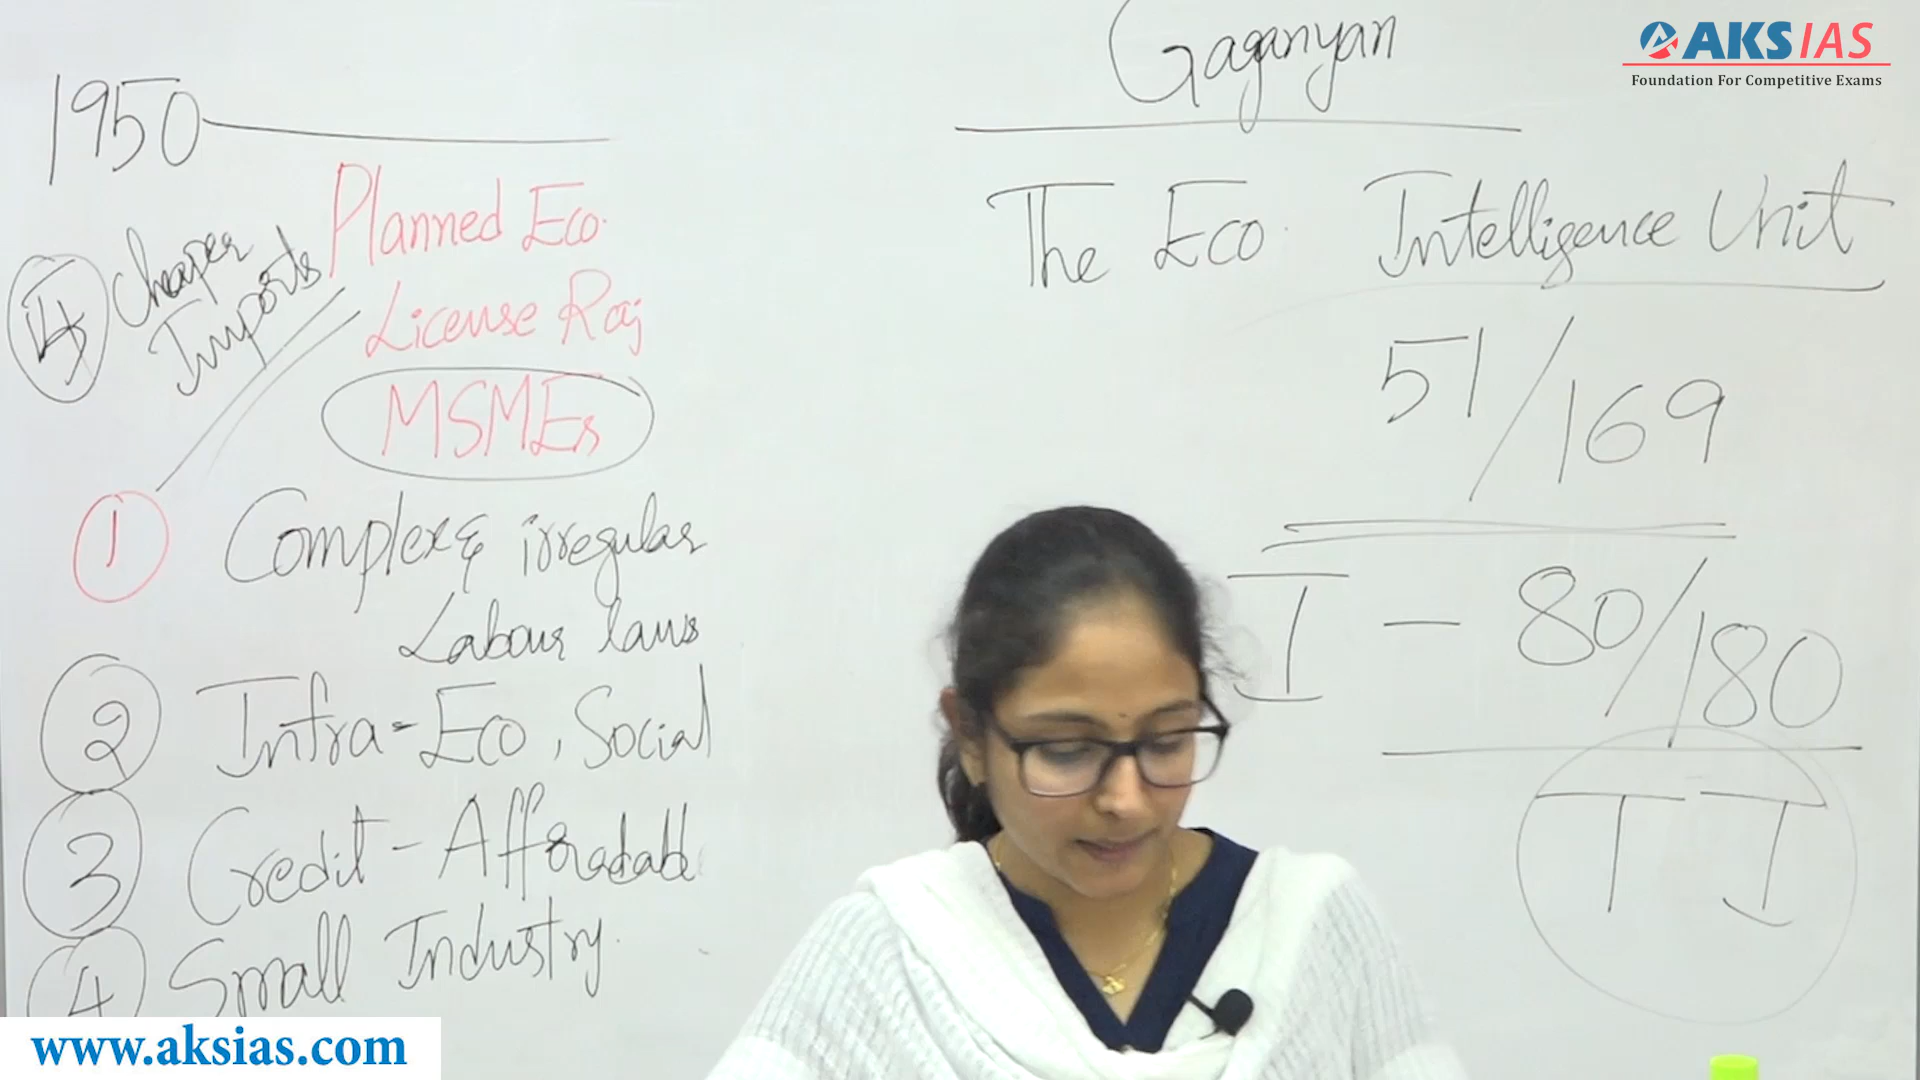 1950
Planned Eco.
④ Cheaper
Imports
License Raj
MSMEs
① Complex & irregular
Labour laws
② Infra - Eco, Social
③ Credit - Afforadable
④ Small Industry.
Gaganyan
The Eco. Intelligence Unit
51/169
I - 80/180
TI
AKS IAS
Foundation For Competitive Exams
www.aksias.com